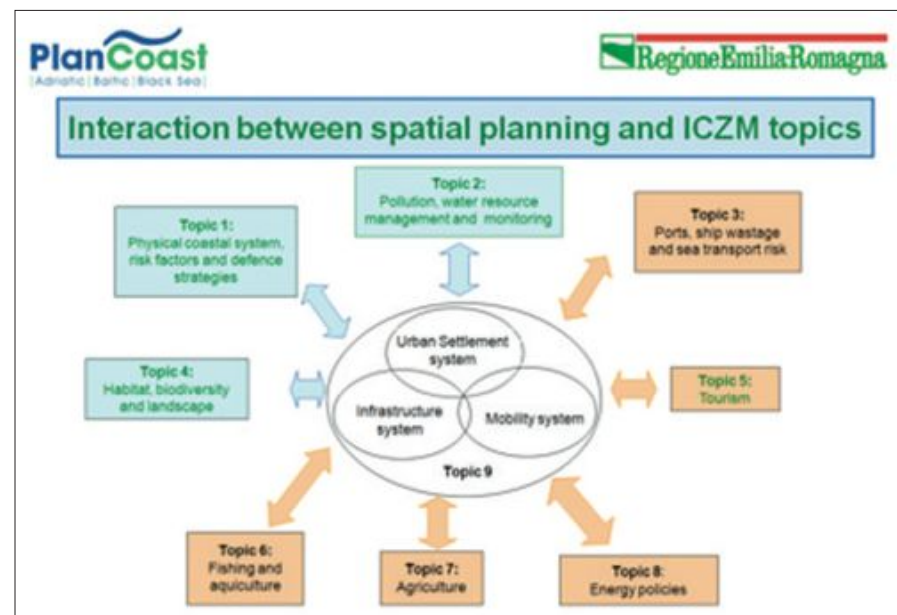 PlanCoast
|Adriatic|Baltic|Black Sea|
RegioneEmiliaRomagna
Interaction between spatial planning and ICZM topics
Topic 1:
Physical coastal system,
risk factors and defence
strategies
Topic 2:
Pollution, water resource
management and monitoring
Topic 3:
Ports, ship wastage
and sea transport risk
Topic 4:
Habitat, biodiversity
and landscape
Urban Settlement
system
Infrastructure
system
Mobility system
Topic 9
Topic 5:
Tourism
Topic 6:
Fishing and
aquiculture
Topic 7:
Agriculture
Topic 8:
Energy policies